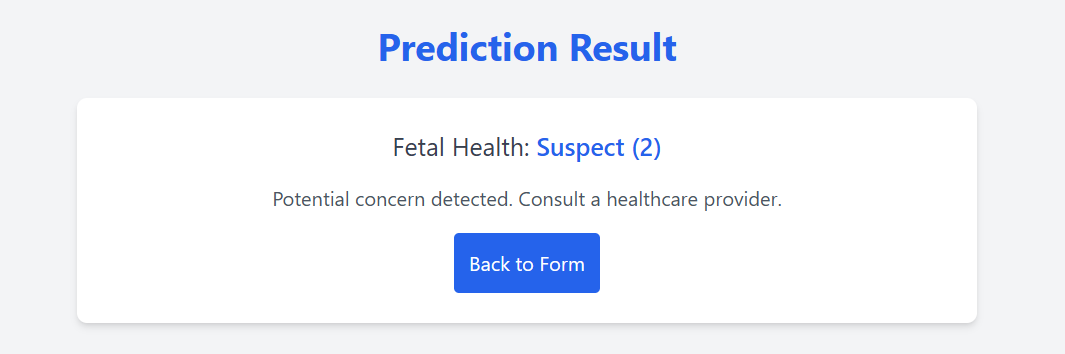 Prediction Result
Fetal Health: Suspect (2)
Potential concern detected. Consult a healthcare provider.
Back to Form